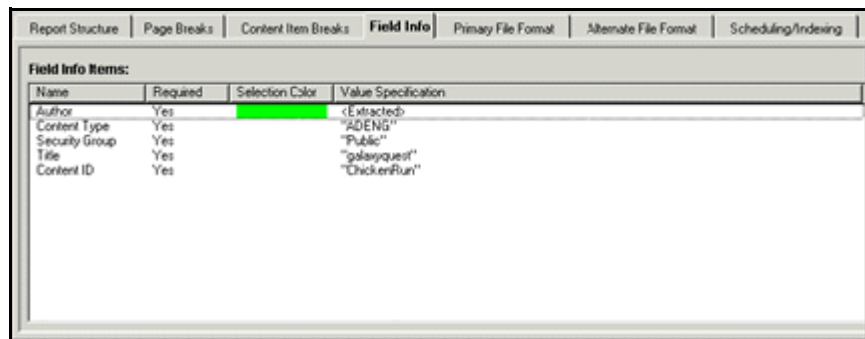 Report Structure Page Breaks Content Item Breaks Field Info Primary File Format Alternate File Format Scheduling/Indexing
Field Info Items:
Name Required Selection Color Value Specification
Author Yes <Extracted>
Content Type Yes "ADENG"
Security Group Yes "Public"
Title Yes "galaxyquest"
Content ID Yes "ChickenRun"